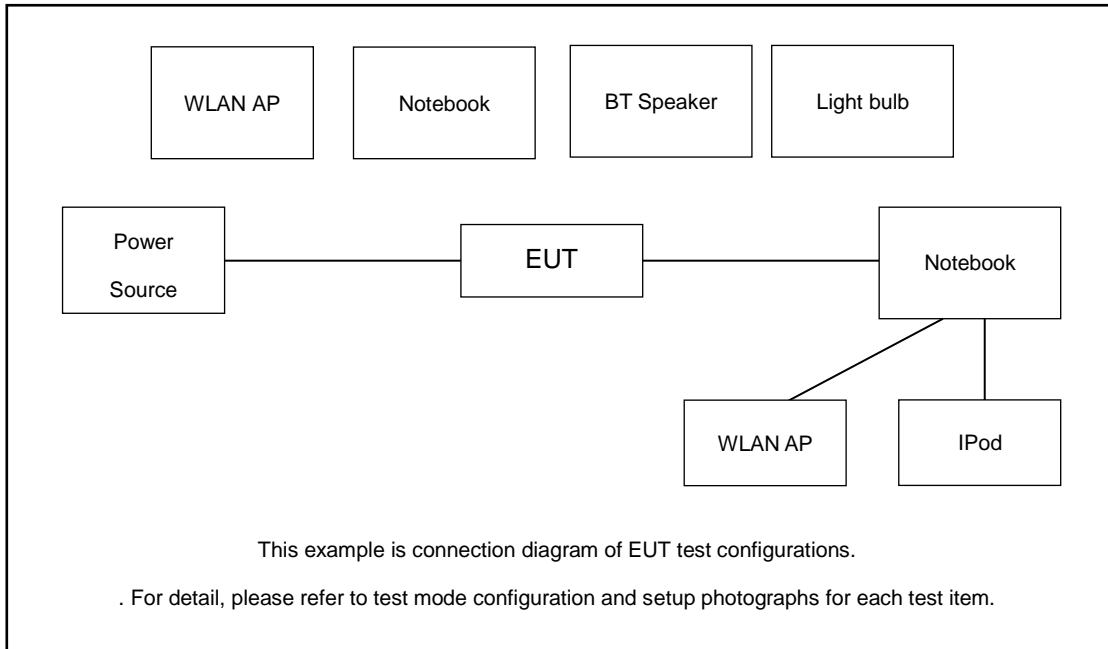 WLAN AP
Notebook
BT Speaker
Light bulb
Power
Source
EUT
Notebook
WLAN AP
IPod
This example is connection diagram of EUT test configurations.
. For detail, please refer to test mode configuration and setup photographs for each test item.